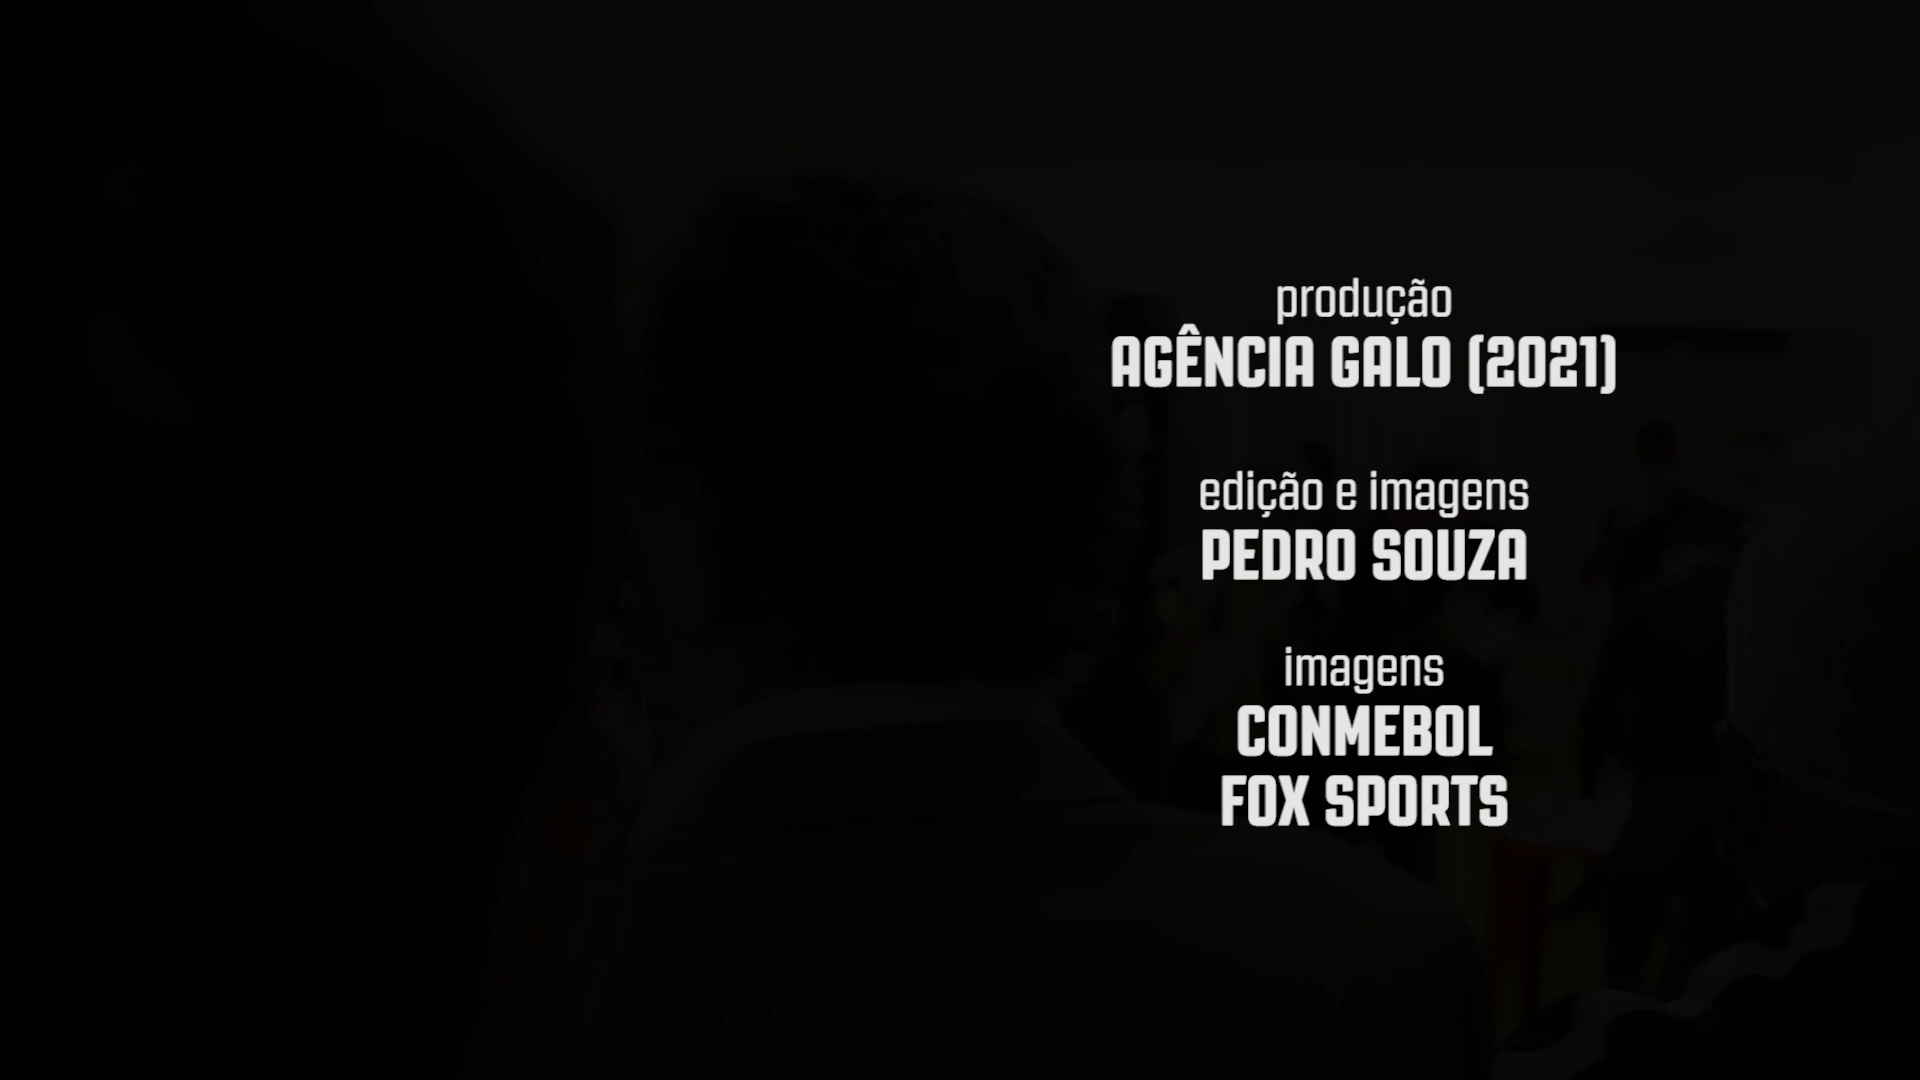 produção
AGÊNCIA GALO (2021)
edição e imagens
PEDRO SOUZA
imagens
CONMEBOL
FOX SPORTS